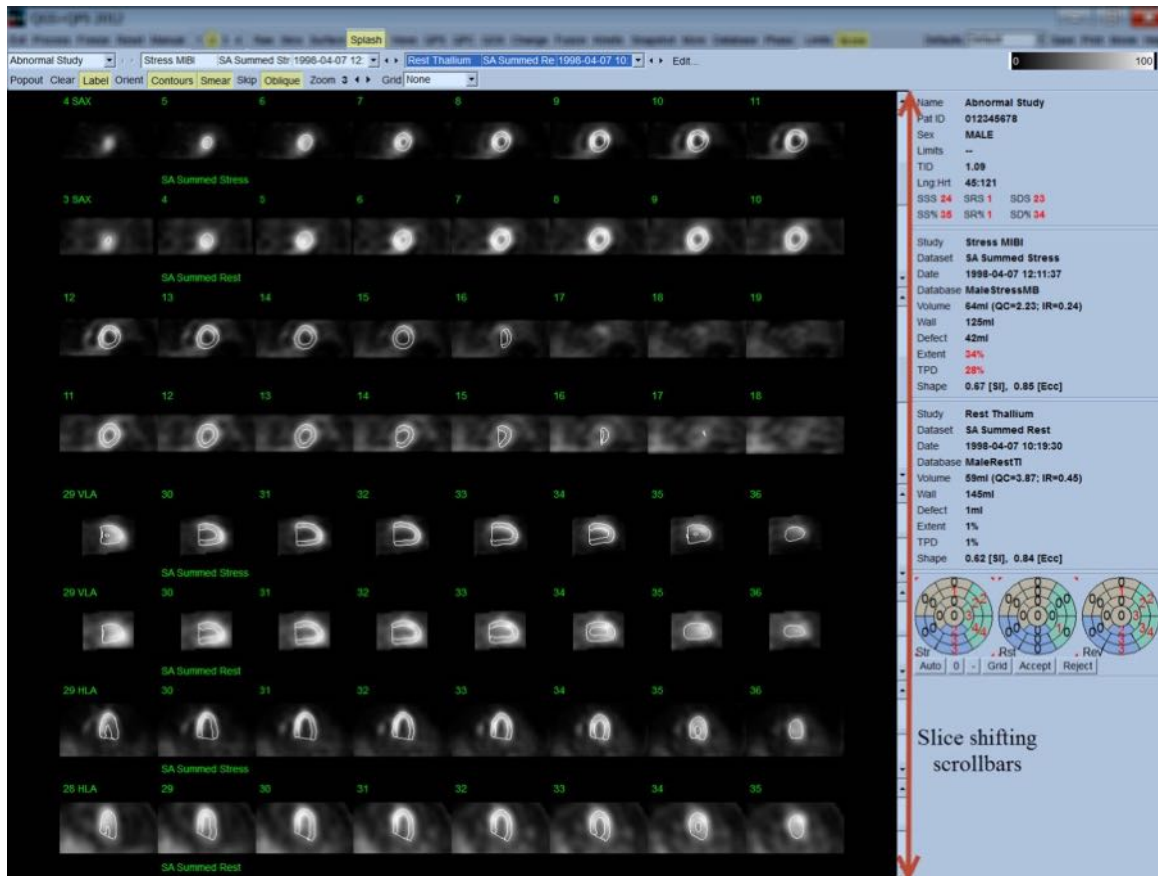 QGS+QPS 2012
Splash
Abnormal Study Stress MIBI SA Summed Str 1998-04-07 12: Rest Thallium SA Summed Re 1998-04-07 10: Edit...
0 100
Popout Clear Label Orient Contours Smear Skip Oblique Zoom 3 Grid None
4 SAX 5 6 7 8 9 10 11
SA Summed Stress
3 SAX 4 5 6 7 8 9 10
SA Summed Rest
12 13 14 15 16 17 18 19
11 12 13 14 15 16 17 18
29 VLA 30 31 32 33 34 35 36
SA Summed Stress
29 VLA 30 31 32 33 34 35 36
SA Summed Rest
29 HLA 30 31 32 33 34 35 36
SA Summed Stress
28 HLA 29 30 31 32 33 34 35
SA Summed Rest
Name Abnormal Study
Pat ID 012345678
Sex MALE
Limits --
TID 1.09
Lng:Hrt 45:121
SSS 24 SRS 1 SDS 23
SS% 35 SR% 1 SD% 34
Study Stress MIBI
Dataset SA Summed Stress
Date 1998-04-07 12:11:37
Database MaleStressMB
Volume 64ml (QC=2.23; IR=0.24)
Wall 125ml
Defect 42ml
Extent 34%
TPD 28%
Shape 0.67 [SI], 0.85 [Ecc]
Study Rest Thallium
Dataset SA Summed Rest
Date 1998-04-07 10:19:30
Database MaleRestTl
Volume 59ml (QC=3.87; IR=0.45)
Wall 145ml
Defect 1ml
Extent 1%
TPD 1%
Shape 0.62 [SI], 0.84 [Ecc]
Str Rst Rev
Auto 0 - Grid Accept Reject
Slice shifting
scrollbars